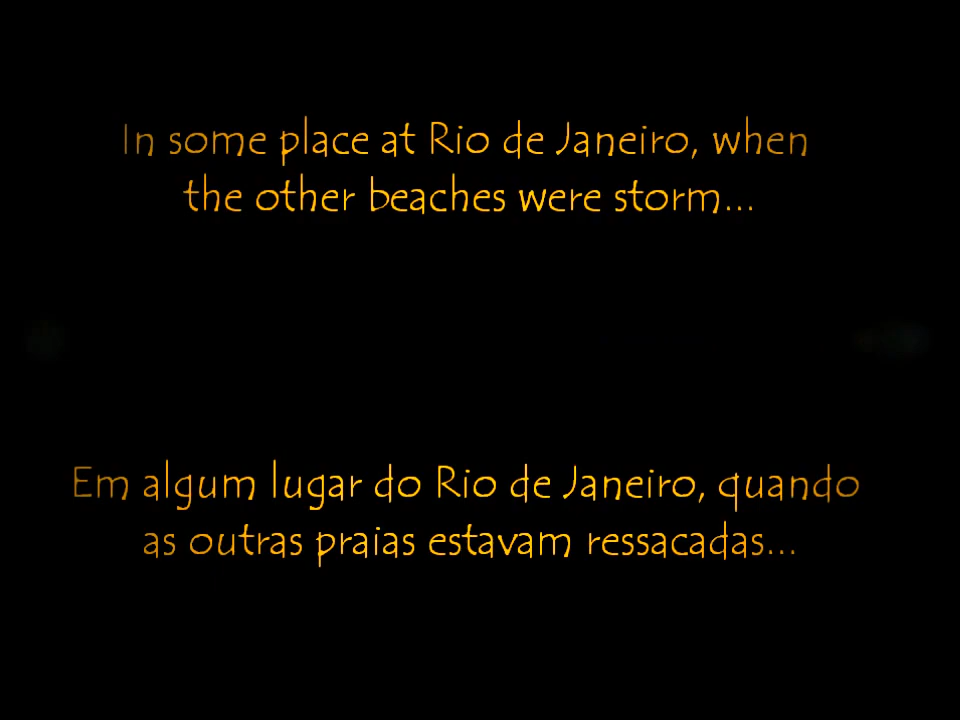 In some place at Rio de Janeiro, when
the other beaches were storm...
Em algum lugar do Rio de Janeiro, quando
as outras praias estavam ressacadas...